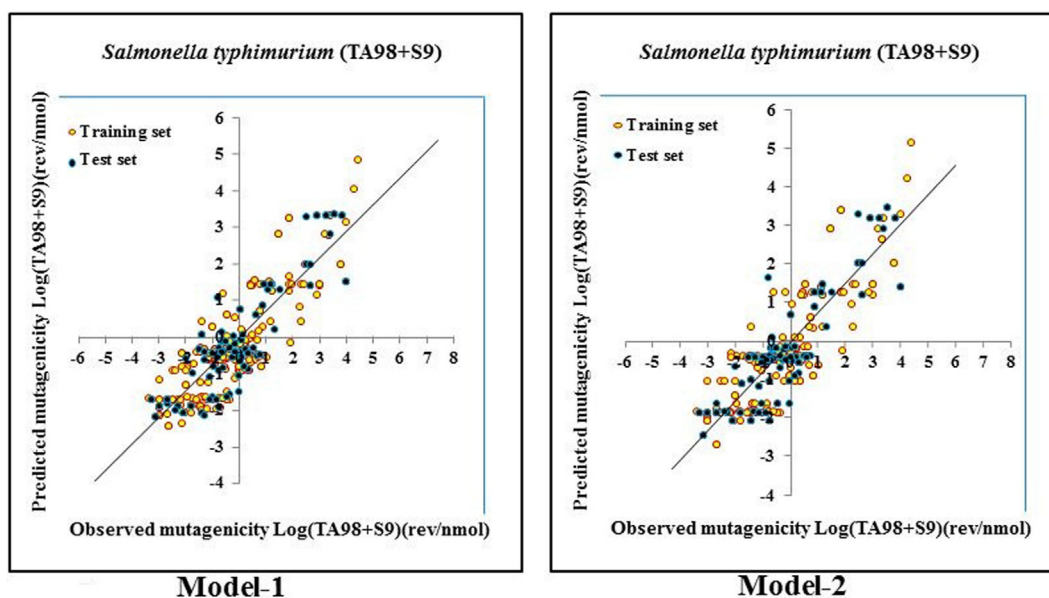 Salmonella typhimurium (TA98+S9)
Predicted mutagenicity Log(TA98+S9)(rev/nmol)
Training set
Test set
6
5
4
3
2
1
0
-1
-2
-3
-4
-6 -5 -4 -3 -2 -1 0 1 2 3 4 5 6 7 8
Observed mutagenicity Log(TA98+S9)(rev/nmol)
Model-1
Salmonella typhimurium (TA98+S9)
Predicted mutagenicity Log(TA98+S9)(rev/nmol)
Training set
Test set
6
5
4
3
2
1
-3
-4
-6 -5 -4 -3 2 3 4 5 6 7 8
Observed mutagenicity Log(TA98+S9)(rev/nmol)
Model-2